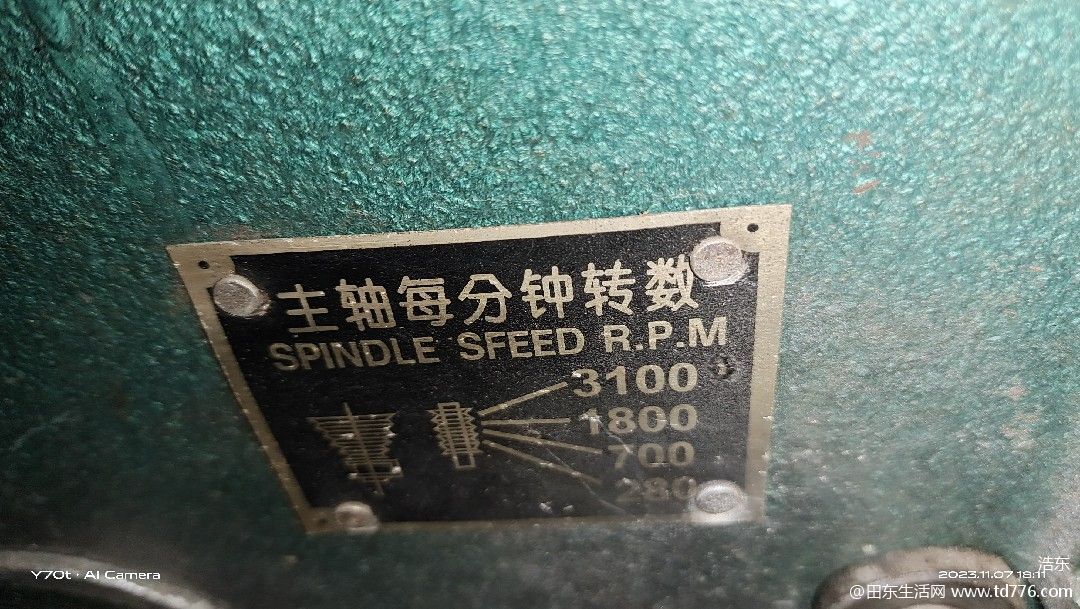 主轴每分钟转数
SPINDLE SFEED R.P.M
3100
1800
700
280
Y70t · AI Camera
浩东
2023.11.07 18:11
@田东生活网 www.td776.com